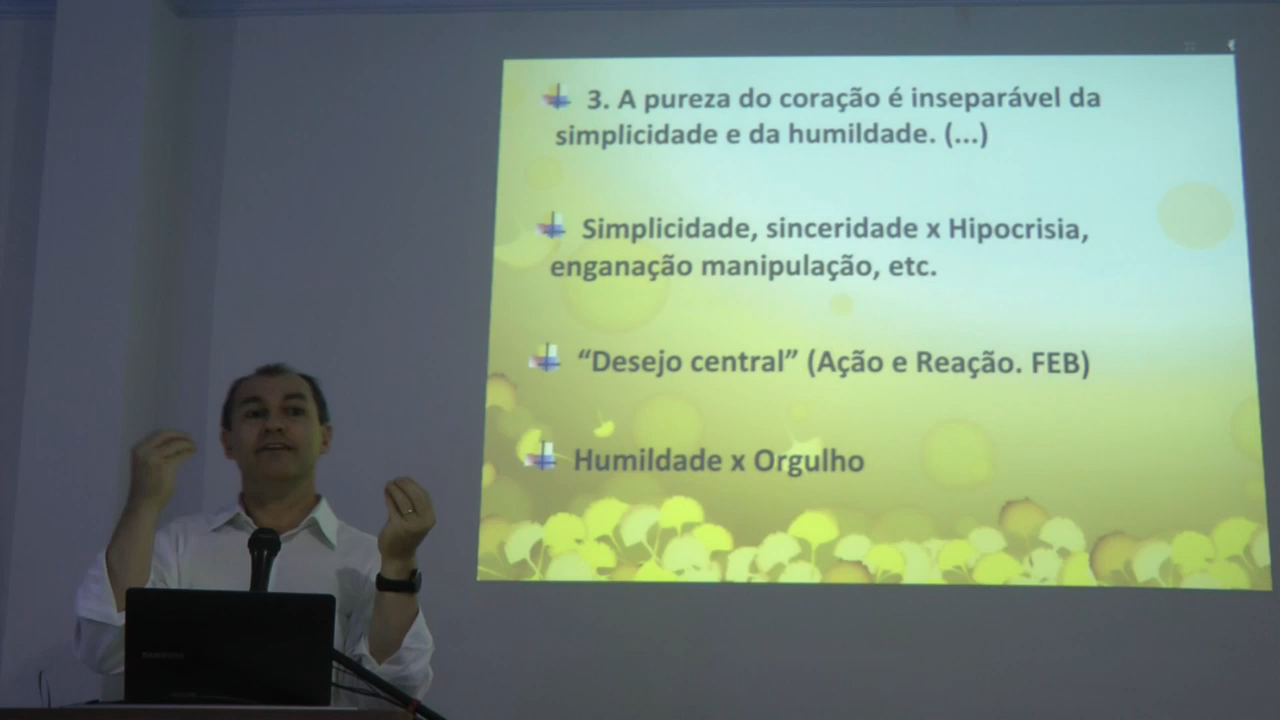 3. A pureza do coração é inseparável da
simplicidade e da humildade. (...)
Simplicidade, sinceridade x Hipocrisia,
enganação manipulação, etc.
“Desejo central” (Ação e Reação. FEB)
Humildade x Orgulho
SAMSUNG